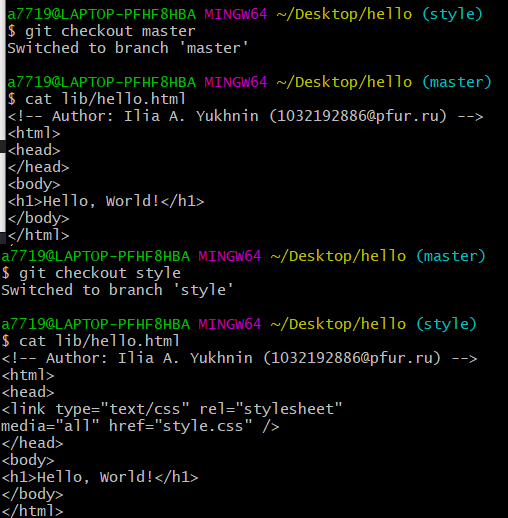 a7719@LAPTOP-PFHF8HBA MINGW64 ~/Desktop/hello (style)
$ git checkout master
Switched to branch 'master'
a7719@LAPTOP-PFHF8HBA MINGW64 ~/Desktop/hello (master)
$ cat lib/hello.html
<!-- Author: Ilia A. Yukhnin (1032192886@pfur.ru) -->
<html>
<head>
</head>
<body>
<h1>Hello, World!</h1>
</body>
</html>
a7719@LAPTOP-PFHF8HBA MINGW64 ~/Desktop/hello (master)
$ git checkout style
Switched to branch 'style'
a7719@LAPTOP-PFHF8HBA MINGW64 ~/Desktop/hello (style)
$ cat lib/hello.html
<!-- Author: Ilia A. Yukhnin (1032192886@pfur.ru) -->
<html>
<head>
<link type="text/css" rel="stylesheet"
media="all" href="style.css" />
</head>
<body>
<h1>Hello, World!</h1>
</body>
</html>